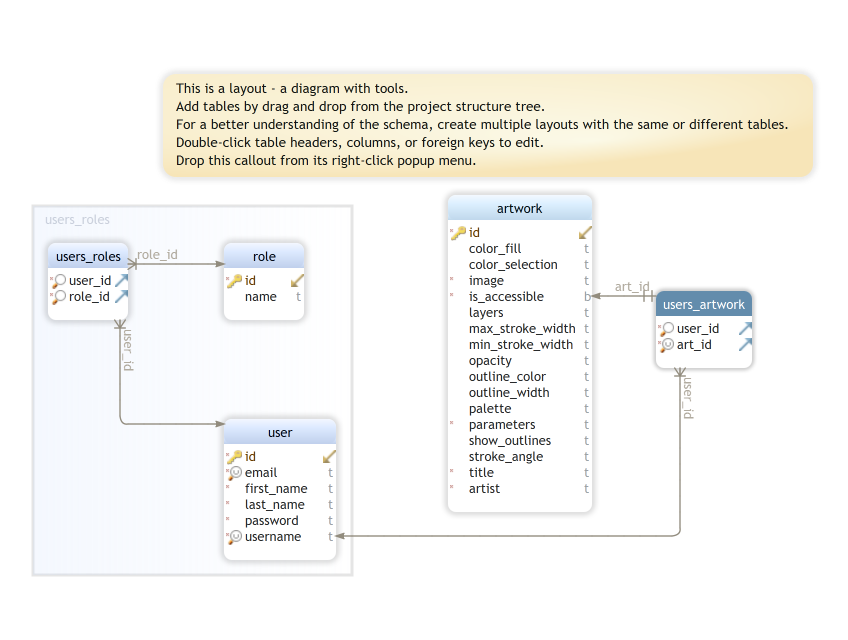 This is a layout - a diagram with tools.
Add tables by drag and drop from the project structure tree.
For a better understanding of the schema, create multiple layouts with the same or different tables.
Double-click table headers, columns, or foreign keys to edit.
Drop this callout from its right-click popup menu.
users_roles
users_roles
user_id
role_id
role_id
user_id
role
id
name t
user
id
email t
first_name t
last_name t
password t
username t
artwork
id
color_fill t
color_selection t
image t
is_accessible b
layers t
max_stroke_width t
min_stroke_width t
opacity t
outline_color t
outline_width t
palette t
parameters t
show_outlines t
stroke_angle t
title t
artist t
art_id
users_artwork
user_id
art_id
user_id